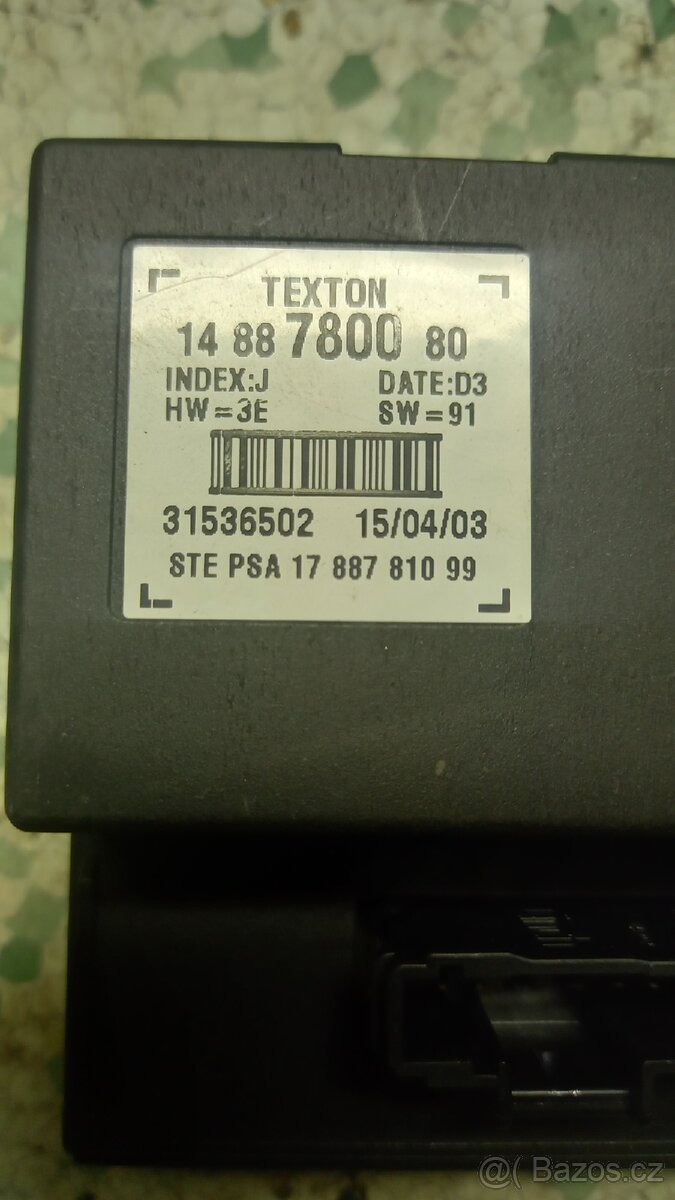 TEXTON
14 88 7800 80
INDEX:J DATE:D3
HW=3E SW=91
31536502 15/04/03
STE PSA 17 887 810 99
@( Bazoš.cz